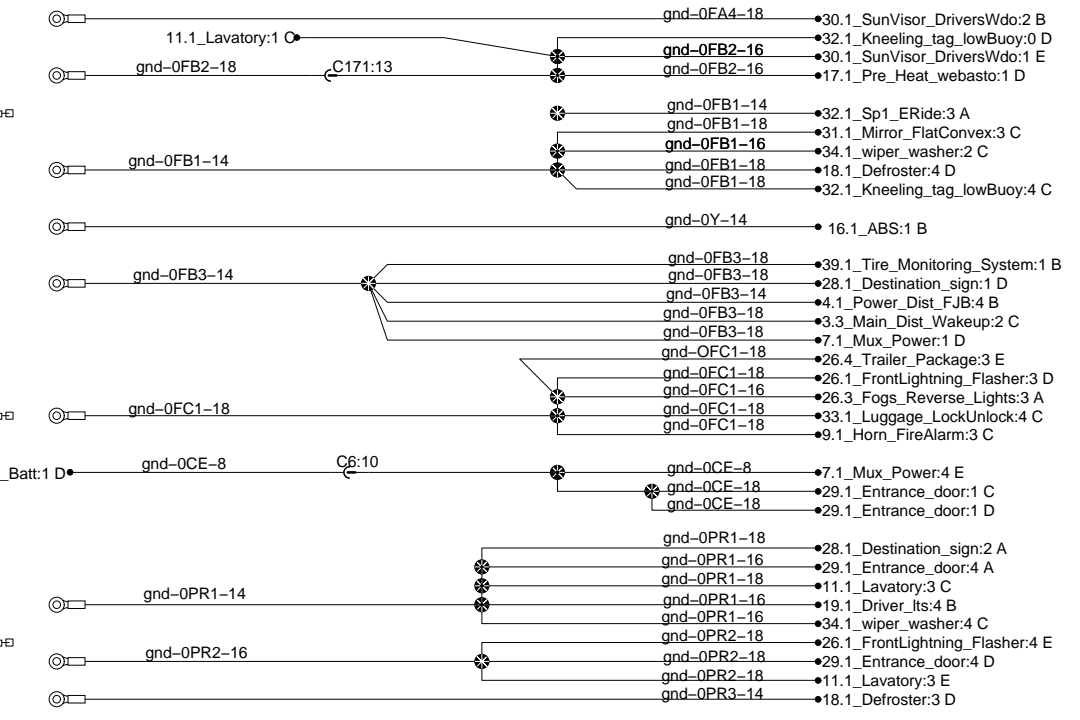 gnd-0FA4-18 30.1_SunVisor_DriversWdo:2 B
11.1_Lavatory:1 C 32.1_Kneeling_tag_lowBuoy:0 D
gnd-0FB2-16 30.1_SunVisor_DriversWdo:1 E
gnd-0FB2-18 C171:13 gnd-0FB2-16 17.1_Pre_Heat_webasto:1 D
gnd-0FB1-14 32.1_Sp1_ERide:3 A
gnd-0FB1-18 31.1_Mirror_FlatConvex:3 C
gnd-0FB1-16 34.1_wiper_washer:2 C
gnd-0FB1-14 gnd-0FB1-18 18.1_Defroster:4 D
gnd-0FB1-18 32.1_Kneeling_tag_lowBuoy:4 C
gnd-0Y-14 16.1_ABS:1 B
gnd-0FB3-18 39.1_Tire_Monitoring_System:1 B
gnd-0FB3-14 gnd-0FB3-18 28.1_Destination_sign:1 D
gnd-0FB3-14 4.1_Power_Dist_FJB:4 B
gnd-0FB3-18 3.3_Main_Dist_Wakeup:2 C
gnd-0FB3-18 7.1_Mux_Power:1 D
gnd-OFC1-18 26.4_Trailer_Package:3 E
gnd-0FC1-18 26.1_FrontLightning_Flasher:3 D
gnd-0FC1-16 26.3_Fogs_Reverse_Lights:3 A
gnd-0FC1-18 gnd-0FC1-18 33.1_Luggage_LockUnlock:4 C
gnd-0FC1-18 9.1_Horn_FireAlarm:3 C
_Batt:1 D gnd-0CE-8 C6:10 gnd-0CE-8 7.1_Mux_Power:4 E
gnd-0CE-18 29.1_Entrance_door:1 C
gnd-0CE-18 29.1_Entrance_door:1 D
gnd-0PR1-18 28.1_Destination_sign:2 A
gnd-0PR1-16 29.1_Entrance_door:4 A
gnd-0PR1-18 11.1_Lavatory:3 C
gnd-0PR1-14 gnd-0PR1-16 19.1_Driver_lts:4 B
gnd-0PR1-16 34.1_wiper_washer:4 C
gnd-0PR2-18 26.1_FrontLightning_Flasher:4 E
gnd-0PR2-16 gnd-0PR2-18 29.1_Entrance_door:4 D
gnd-0PR2-18 11.1_Lavatory:3 E
gnd-0PR3-14 18.1_Defroster:3 D